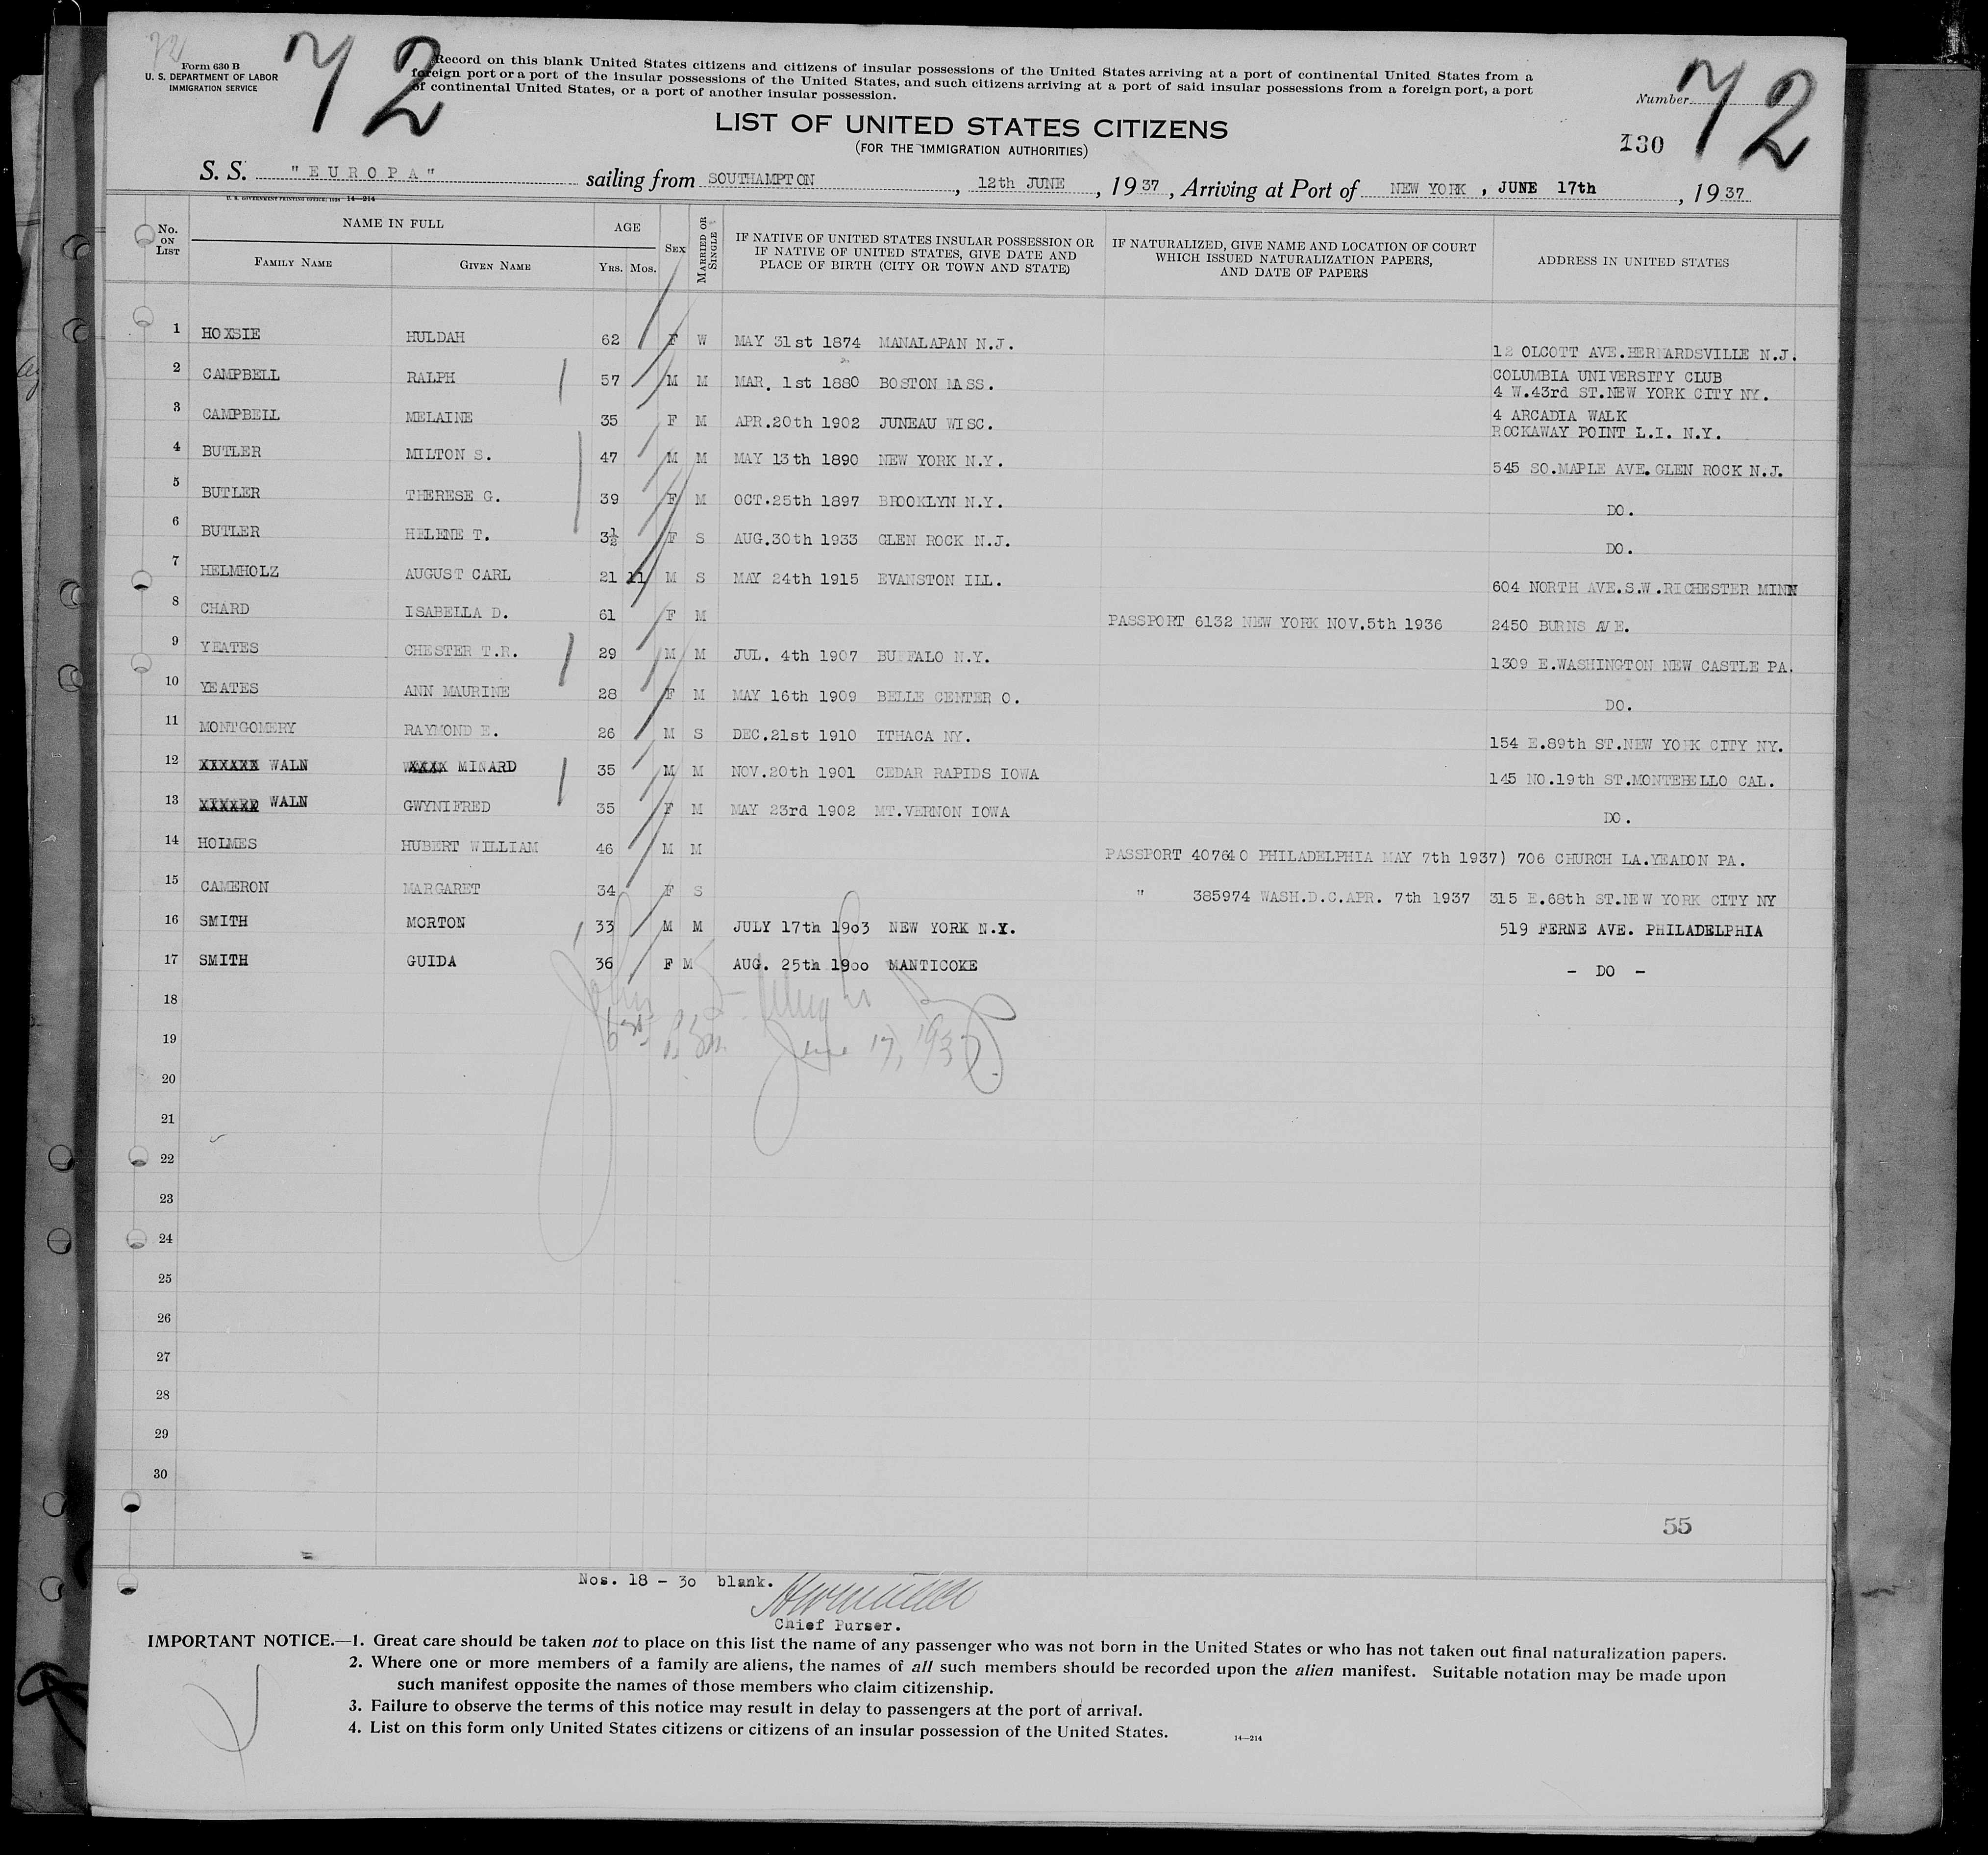 72
Form 630 B
U. S. DEPARTMENT OF LABOR
IMMIGRATION SERVICE
72
Record on this blank United States citizens and citizens of insular possessions of the United States arriving at a port of continental United States from a
foreign port or a port of the insular possessions of the United States, and such citizens arriving at a port of said insular possessions from a foreign port, a port
of continental United States, or a port of another insular possession.
Number 72
LIST OF UNITED STATES CITIZENS
(FOR THE IMMIGRATION AUTHORITIES)
130
S. S. "EUROPA" sailing from SOUTHAMPTON, 12th JUNE, 1937, Arriving at Port of NEW YORK, JUNE 17th, 1937
U. S. GOVERNMENT PRINTING OFFICE: 14—214
No. ON LIST NAME IN FULL AGE SEX MARRIED OR SINGLE IF NATIVE OF UNITED STATES INSULAR POSSESSION OR IF NATIVE OF UNITED STATES, GIVE DATE AND PLACE OF BIRTH (CITY OR TOWN AND STATE) IF NATURALIZED, GIVE NAME AND LOCATION OF COURT WHICH ISSUED NATURALIZATION PAPERS, AND DATE OF PAPERS ADDRESS IN UNITED STATES
FAMILY NAME GIVEN NAME YRS. MOS.
1 HOXSIE HULDAH 62 F W MAY 31st 1874 MANALAPAN N.J. 12 OLCOTT AVE.BERNARDSVILLE N.J.
2 CAMPBELL RALPH 57 M M MAR. 1st 1880 BOSTON MASS. COLUMBIA UNIVERSITY CLUB
4 W.43rd ST.NEW YORK CITY NY.
3 CAMPBELL MELAINE 35 F M APR.20th 1902 JUNEAU WISC. 4 ARCADIA WALK
ROCKAWAY POINT L.I. N.Y.
4 BUTLER MILTON S. 47 M M MAY 13th 1890 NEW YORK N.Y. 545 SO.MAPLE AVE.GLEN ROCK N.J.
5 BUTLER THERESE G. 39 F M OCT.25th 1897 BROOKLYN N.Y. DO.
6 BUTLER HELENE T. 3½ F S AUG.30th 1933 GLEN ROCK N.J. DO.
7 HELMHOLZ AUGUST CARL 21 11 M S MAY 24th 1915 EVANSTON ILL. 604 NORTH AVE.S.W.RICHESTER MINN
8 CHARD ISABELLA D. 61 F M PASSPORT 6132 NEW YORK NOV.5th 1936 2450 BURNS AVE.
9 YEATES CHESTER T.R. 29 M M JUL. 4th 1907 BUFFALO N.Y. 1309 E.WASHINGTON NEW CASTLE PA.
10 YEATES ANN MAURINE 28 F M MAY 16th 1909 BELLE CENTER O. DO.
11 MONTGOMERY RAYMOND E. 26 M S DEC.21st 1910 ITHACA NY. 154 E.89th ST.NEW YORK CITY NY.
12 XXXXXX WALN WXXXX MINARD 35 M M NOV.20th 1901 CEDAR RAPIDS IOWA 145 NO.19th ST.MONTEBELLO CAL.
13 XXXXXX WALN GWYNIFRED 35 F M MAY 23rd 1902 MT.VERNON IOWA DO.
14 HOLMES HUBERT WILLIAM 46 M M PASSPORT 407640 PHILADELPHIA MAY 7th 1937) 706 CHURCH LA.YEADON PA.
15 CAMERON MARGARET 34 F S " 385974 WASH.D.C.APR. 7th 1937 315 E.68th ST.NEW YORK CITY NY
16 SMITH MORTON 33 M M JULY 17th 19o3 NEW YORK N.Y. 519 FERNE AVE. PHILADELPHIA
17 SMITH GUIDA 36 F M AUG. 25th 19oo MANTICOKE - DO -
18
June 17, 1937.
19
20
21
22
23
24
25
26
27
28
29
30
55
Nos. 18 - 3o blank.
Chief Purser.
IMPORTANT NOTICE.—1. Great care should be taken not to place on this list the name of any passenger who was not born in the United States or who has not taken out final naturalization papers.
2. Where one or more members of a family are aliens, the names of all such members should be recorded upon the alien manifest. Suitable notation may be made upon
such manifest opposite the names of those members who claim citizenship.
3. Failure to observe the terms of this notice may result in delay to passengers at the port of arrival.
4. List on this form only United States citizens or citizens of an insular possession of the United States.
14—214